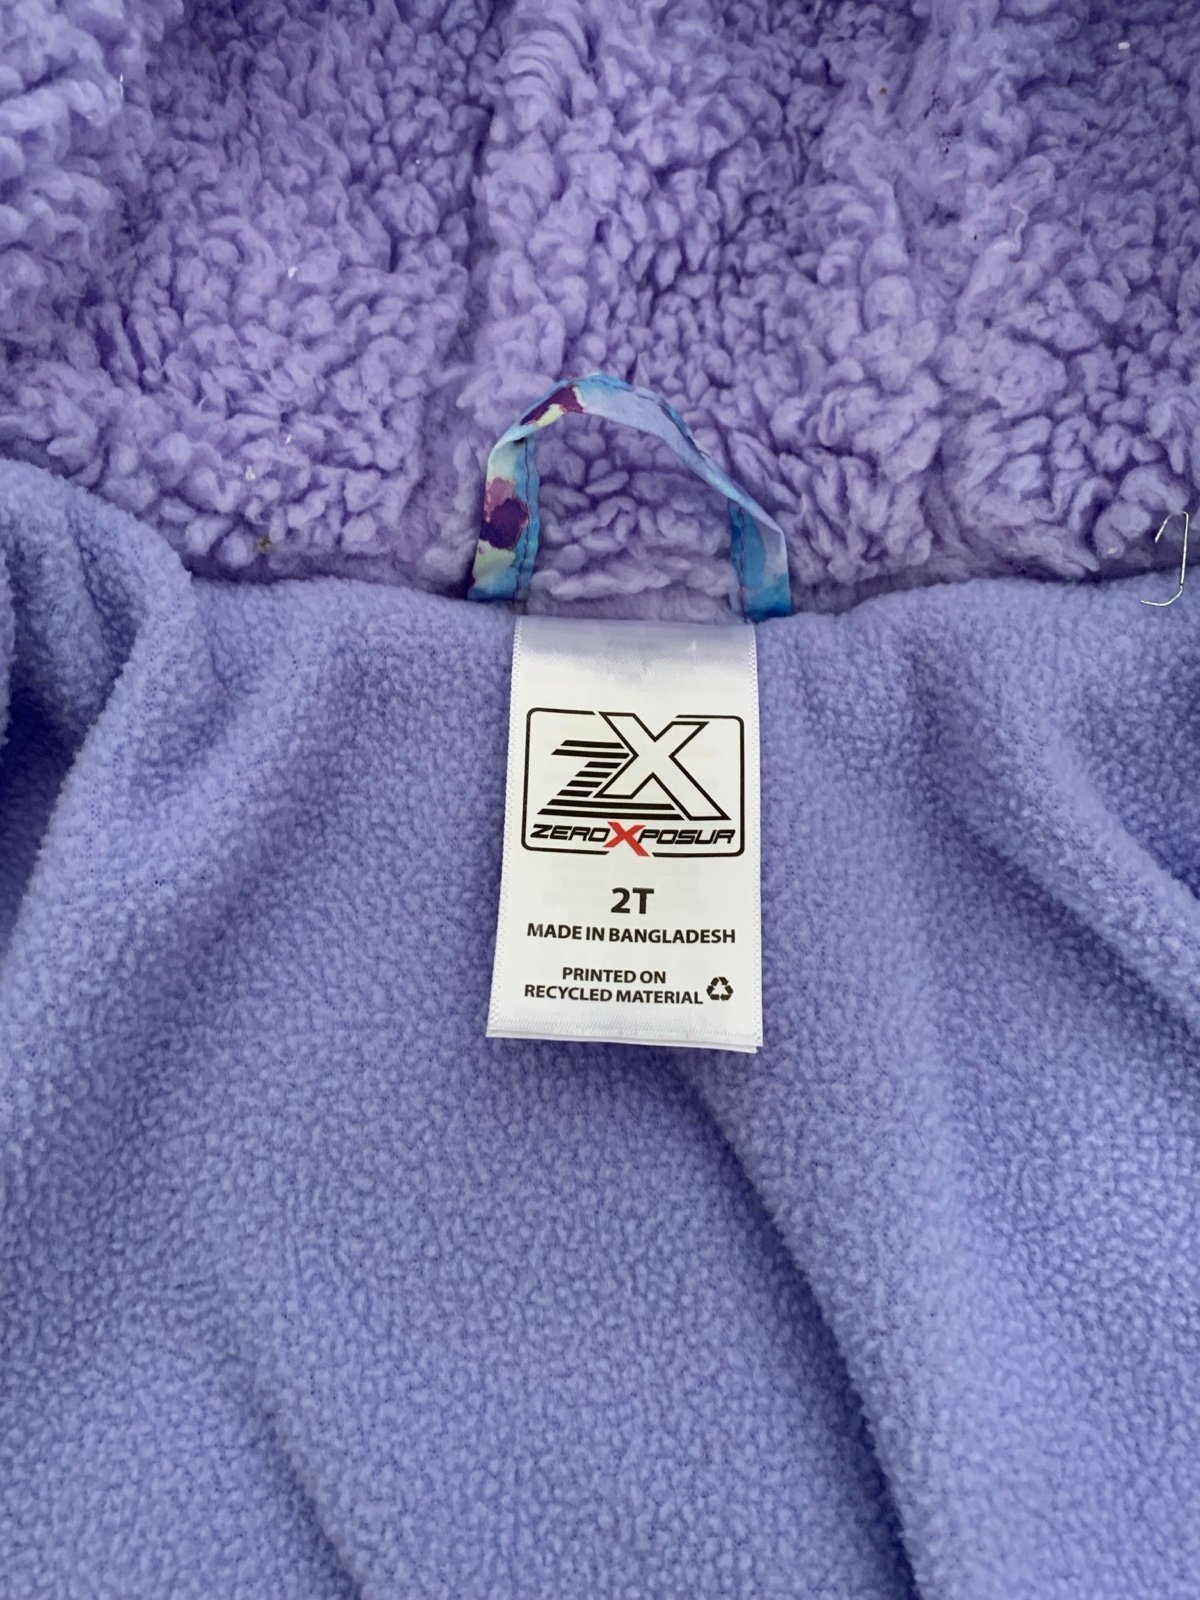 ZX
ZEROXPOSUR
2T
MADE IN BANGLADESH
PRINTED ON
RECYCLED MATERIAL